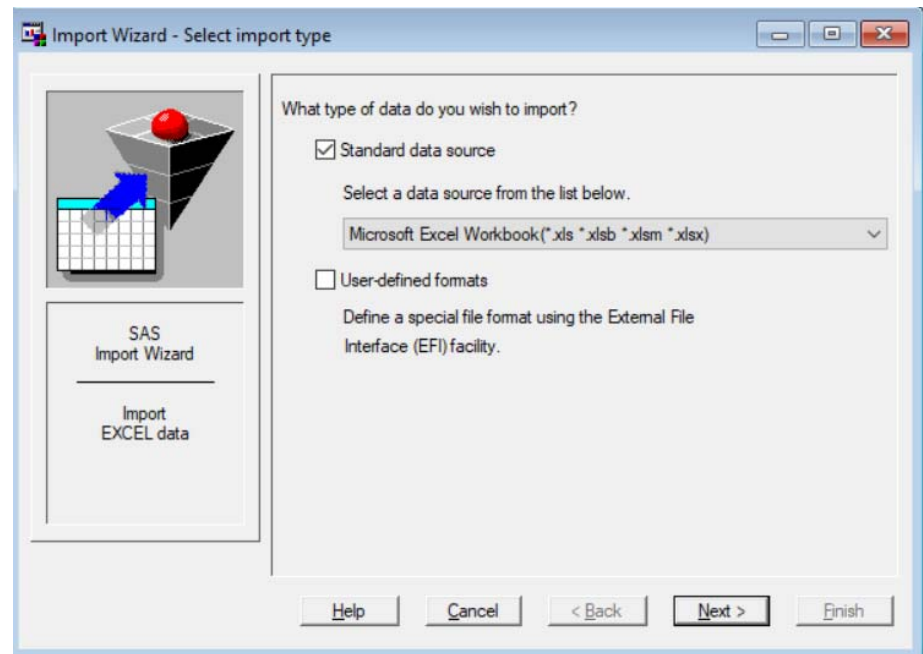 Import Wizard - Select import type
What type of data do you wish to import?
Standard data source
Select a data source from the list below.
Microsoft Excel Workbook(*.xls *.xlsb *.xlsm *.xlsx)
User-defined formats
Define a special file format using the External File
Interface (EFI) facility.
SAS
Import Wizard
Import
EXCEL data
Help Cancel < Back Next > Finish